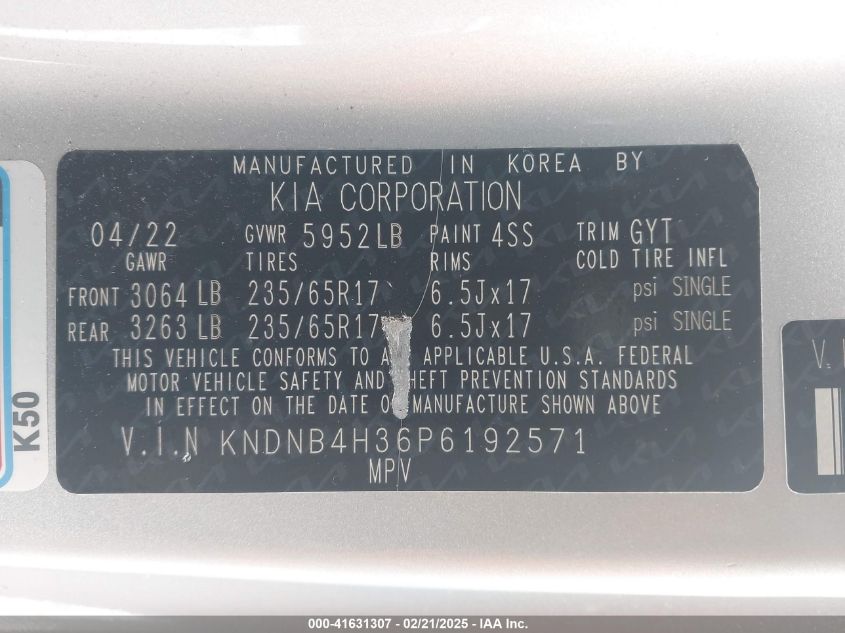 MANUFACTURED IN KOREA BY
KIA CORPORATION
04/22 GVWR 5952LB PAINT 4SS TRIM GYT
GAWR TIRES RIMS COLD TIRE INFL
FRONT 3064 LB 235/65R17 6.5Jx17 psi SINGLE
REAR 3263 LB 235/65R17 6.5Jx17 psi SINGLE
THIS VEHICLE CONFORMS TO APPLICABLE U.S.A. FEDERAL
MOTOR VEHICLE SAFETY AND PREVENTION STANDARDS
IN EFFECT ON THE DATE MANUFACTURE SHOWN ABOVE
V.I.N KNDNB4H36P6192571
MPV
K50
000-41631307 - 02/21/2025 - IAA Inc.